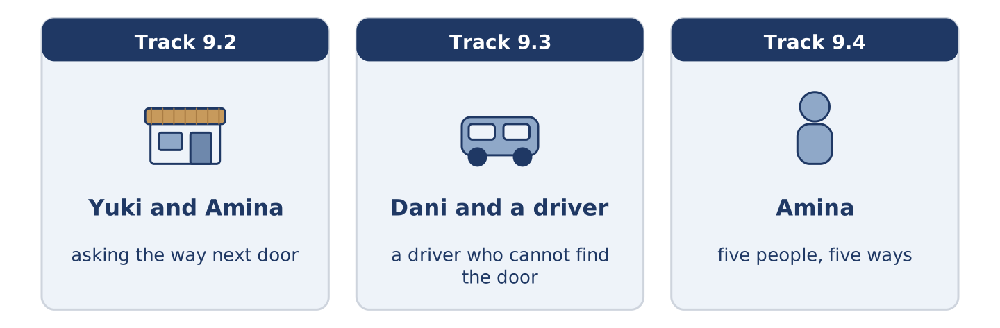 Track 9.2
Yuki and Amina
asking the way next door
Track 9.3
Dani and a driver
a driver who cannot find
the door
Track 9.4
Amina
five people, five ways